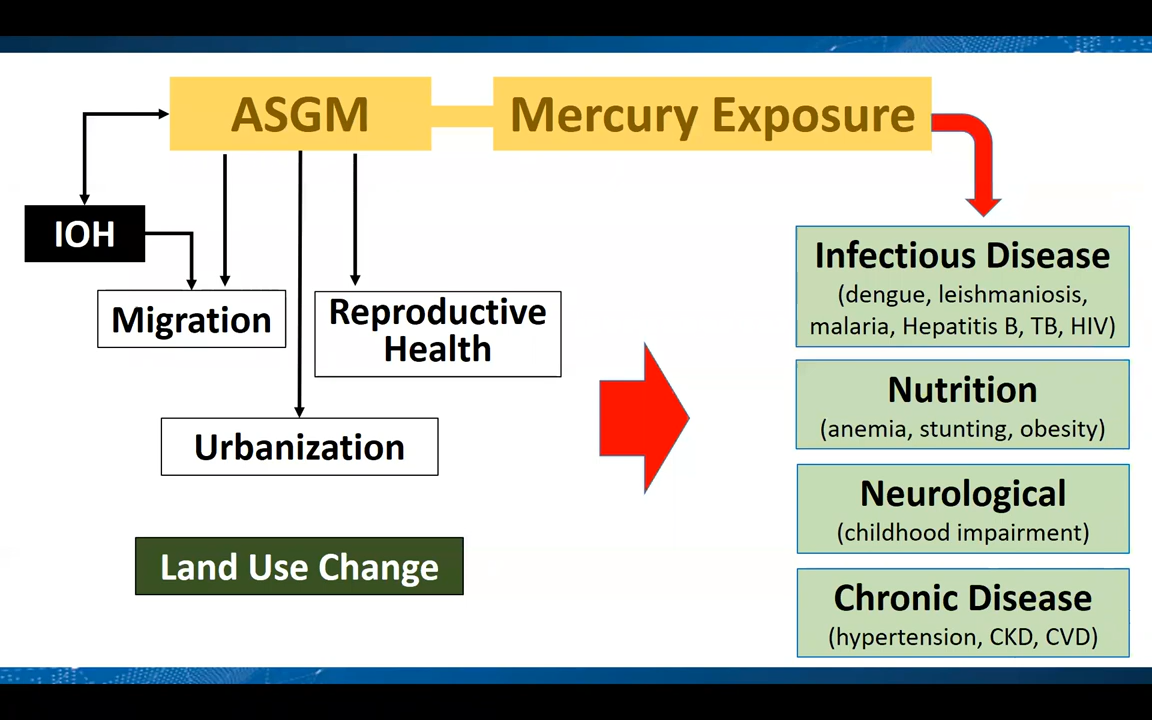 ASGM
Mercury Exposure
IOH
Migration
Reproductive
Health
Urbanization
Land Use Change
Infectious Disease
(dengue, leishmaniosis,
malaria, Hepatitis B, TB, HIV)
Nutrition
(anemia, stunting, obesity)
Neurological
(childhood impairment)
Chronic Disease
(hypertension, CKD, CVD)